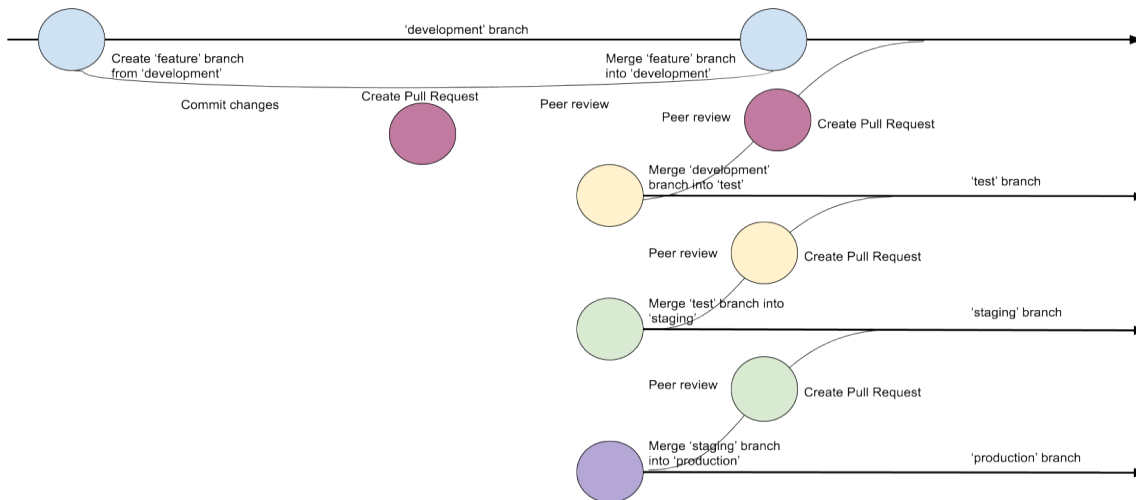 ‘development’ branch
Create ‘feature’ branch
from ‘development’
Merge ‘feature’ branch
into ‘development’
Commit changes
Create Pull Request
Peer review
Peer review
Create Pull Request
Merge ‘development’
branch into ‘test’
‘test’ branch
Peer review
Create Pull Request
Merge ‘test’ branch into
‘staging’
‘staging’ branch
Peer review
Create Pull Request
Merge ‘staging’ branch
into ‘production’
‘production’ branch